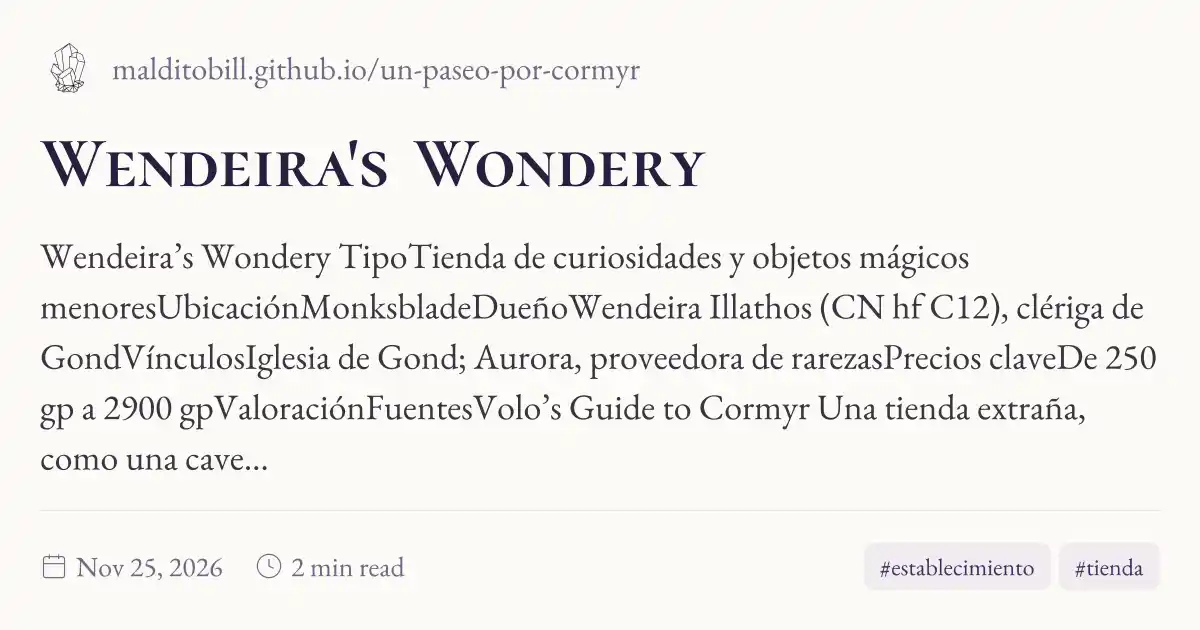 malditobill.github.io/un-paseo-por-cormyr
Wendeira's Wondery
Wendeira’s Wondery TipoTienda de curiosidades y objetos mágicos
menoresUbicaciónMonksbladeDueñoWendeira Illathos (CN hf C12), clériga de
GondVínculosIglesia de Gond; Aurora, proveedora de rarezasPrecios claveDe 250
gp a 2900 gpValoraciónFuentesVolo’s Guide to Cormyr Una tienda extraña,
como una cave...
Nov 25, 2026 2 min read #establecimiento #tienda